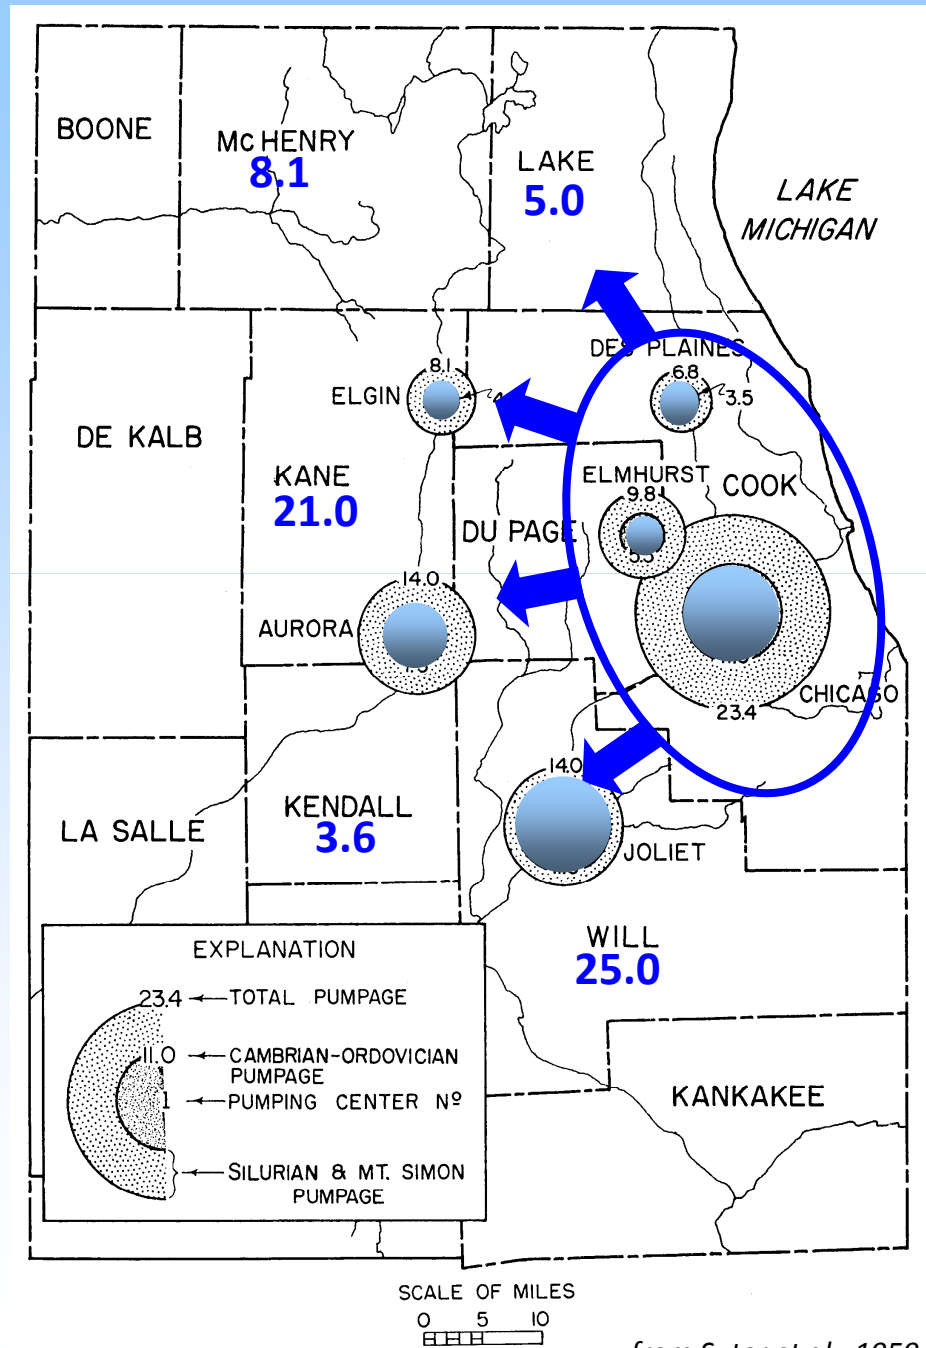 BOONE
McHENRY
8.1
LAKE
5.0
LAKE
MICHIGAN
DES PLAINES
6.8
3.5
8.1
ELGIN
DE KALB
KANE
21.0
ELMHURST
9.8
COOK
DU PAGE
5.5
14.0
AURORA
CHICAGO
23.4
14.0
KENDALL
3.6
LA SALLE
JOLIET
WILL
25.0
EXPLANATION
23.4 TOTAL PUMPAGE
11.0 CAMBRIAN-ORDOVICIAN
PUMPAGE
1 PUMPING CENTER Nº
SILURIAN & MT. SIMON
PUMPAGE
KANKAKEE
SCALE OF MILES
0 5 10